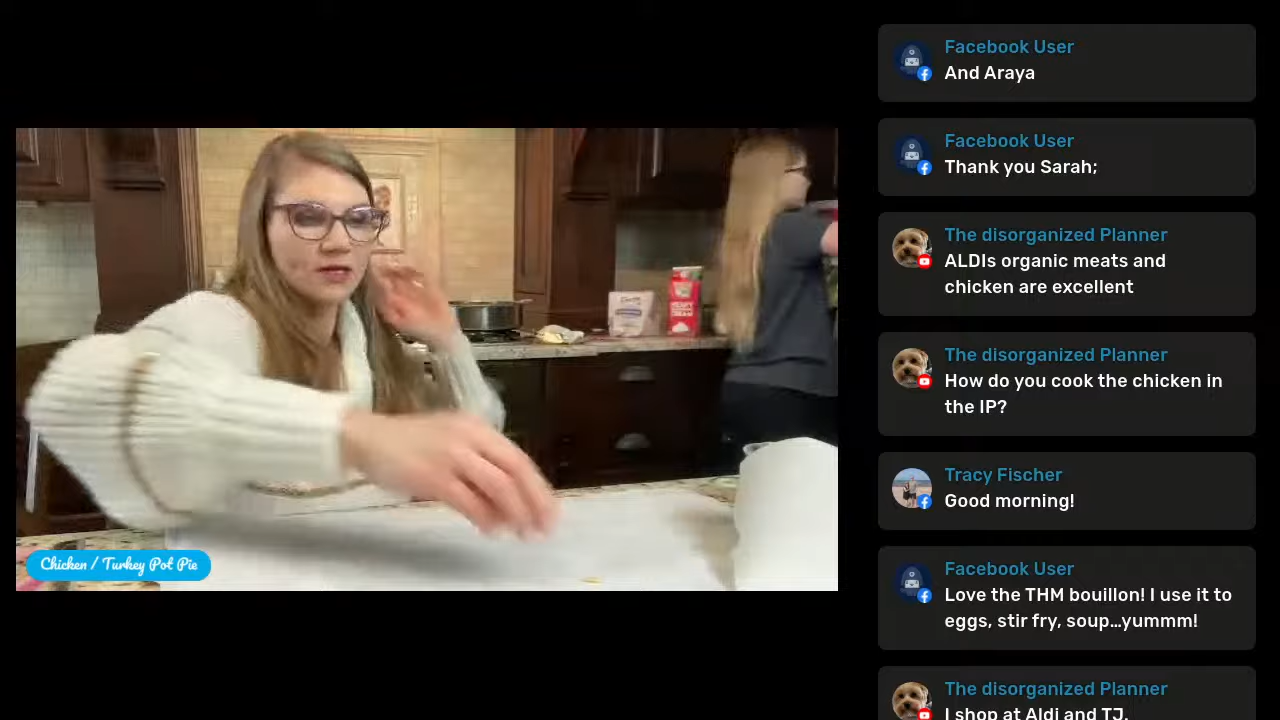 Facebook User
And Araya
Facebook User
Thank you Sarah;
The disorganized Planner
ALDIs organic meats and
chicken are excellent
The disorganized Planner
How do you cook the chicken in
the IP?
Tracy Fischer
Good morning!
Facebook User
Love the THM bouillon! I use it to
eggs, stir fry, soup...yummm!
The disorganized Planner
I shop at Aldi and TJ.
HEAVY
CREAM
Chicken / Turkey Pot Pie